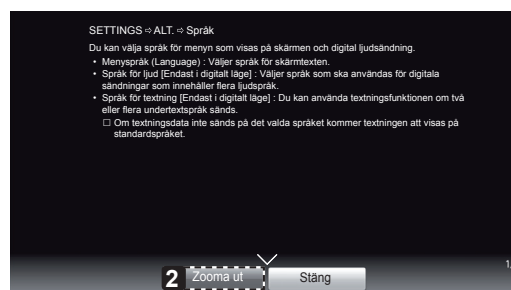 SETTINGS ⇨ ALT. ⇨ Språk
Du kan välja språk för menyn som visas på skärmen och digital ljudsändning.
• Menyspråk (Language) : Väljer språk för skärmtexten.
• Språk för ljud [Endast i digitalt läge] : Väljer språk som ska användas för digitala
sändningar som innehåller flera ljudspråk.
• Språk för textning [Endast i digitalt läge] : Du kan använda textningsfunktionen om två
eller flera undertextspråk sänds.
☐ Om textningsdata inte sänds på det valda språket kommer textningen att visas på
standardspråket.
2 Zooma ut Stäng